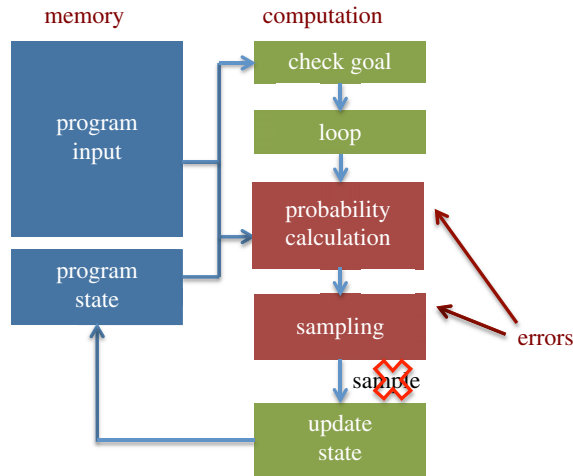 memory
computation
program
input
program
state
check goal
loop
probability
calculation
sampling
errors
sample
update
state